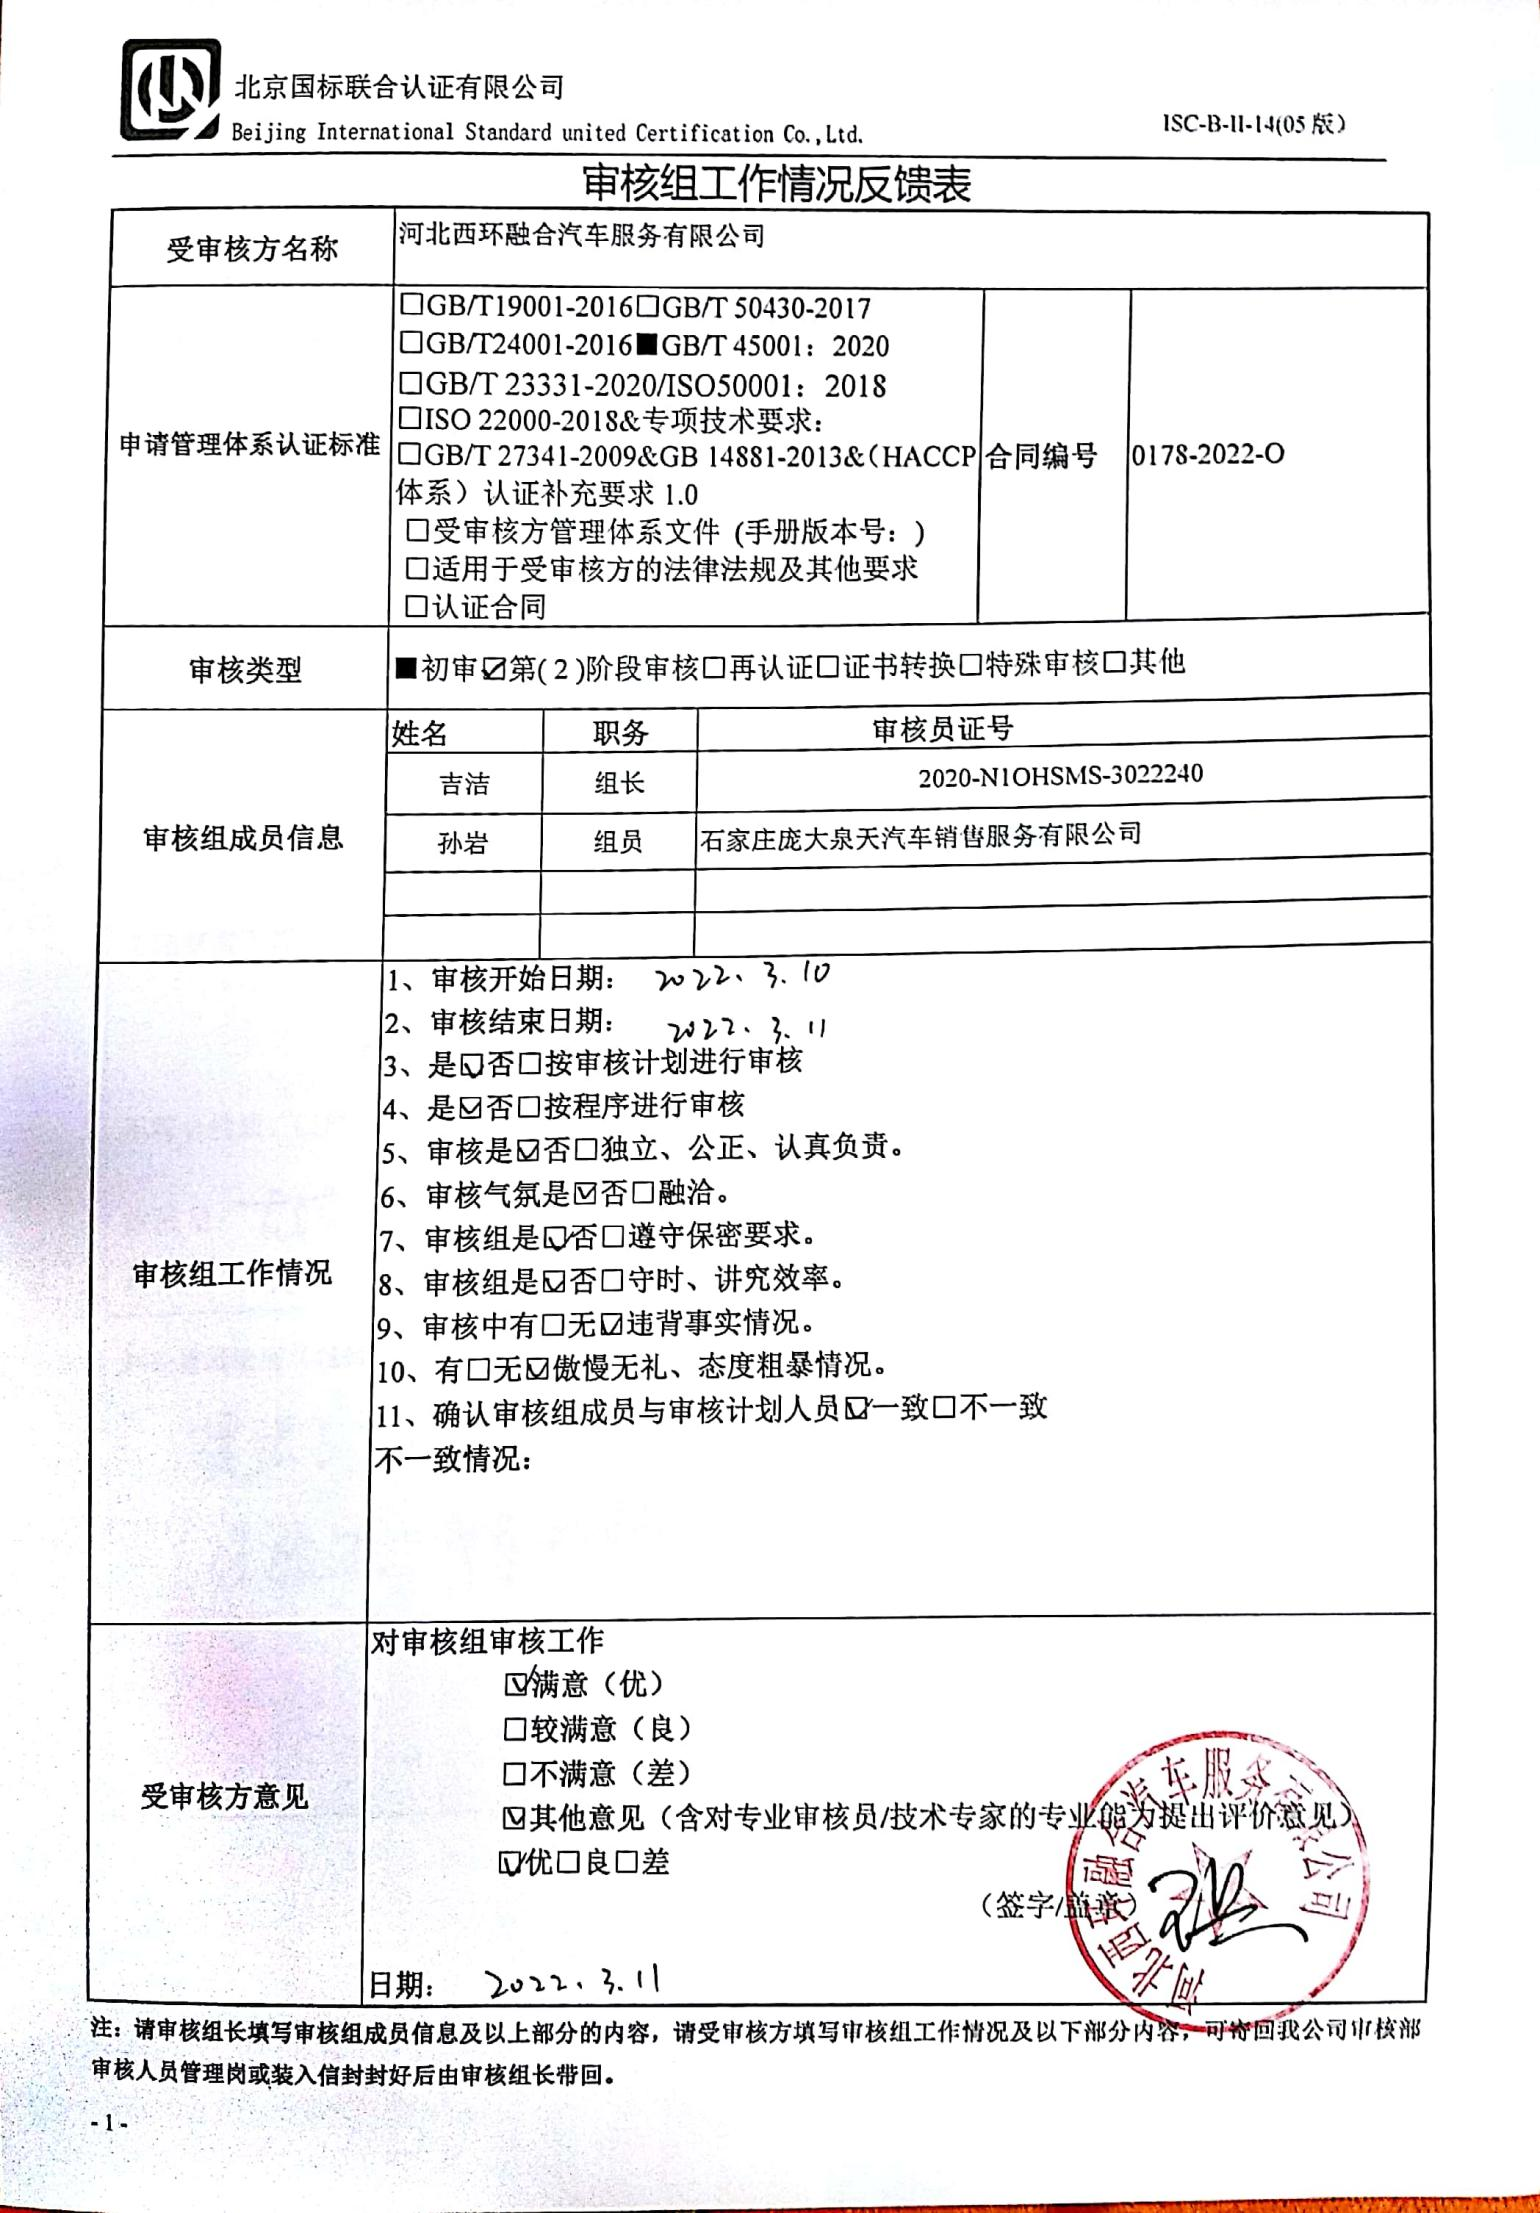 北京国标联合认证有限公司
Beijing International Standard united Certification Co.,Ltd.
ISC-B-II-14(05 版)
审核组工作情况反馈表
受审核方名称
河北西环融合汽车服务有限公司
申请管理体系认证标准
□GB/T19001-2016□GB/T 50430-2017
□GB/T24001-2016■GB/T 45001：2020
□GB/T 23331-2020/ISO50001：2018
□ISO 22000-2018&专项技术要求:
□GB/T 27341-2009&GB 14881-2013&（HACCP
体系）认证补充要求 1.0
□受审核方管理体系文件 (手册版本号: )
□适用于受审核方的法律法规及其他要求
□认证合同
合同编号
0178-2022-O
审核类型
■初审☑第( 2 )阶段审核□再认证□证书转换□特殊审核□其他
审核组成员信息
姓名 职务 审核员证号
吉洁 组长 2020-N1OHSMS-3022240
孙岩 组员 石家庄庞大泉天汽车销售服务有限公司
审核组工作情况
1、审核开始日期: 2022、3.10
2、审核结束日期: 2022、3.11
3、是☑否□按审核计划进行审核
4、是☑否□按程序进行审核
5、审核是☑否□独立、公正、认真负责。
6、审核气氛是☑否□融洽。
7、审核组是☑否□遵守保密要求。
8、审核组是☑否□守时、讲究效率。
9、审核中有□无☑违背事实情况。
10、有□无☑傲慢无礼、态度粗暴情况。
11、确认审核组成员与审核计划人员☑一致□不一致
不一致情况:
受审核方意见
对审核组审核工作
☑满意（优）
□较满意（良）
□不满意（差）
☑其他意见（含对专业审核员/技术专家的专业能力提出评价意见）
☑优□良□差
（签字/盖章）
河北西环融合汽车服务有限公司
日期: 2022、3.11
注: 请审核组长填写审核组成员信息及以上部分的内容，请受审核方填写审核组工作情况及以下部分内容，可寄回我公司审核部
审核人员管理岗或装入信封封好后由审核组长带回。
- 1 -